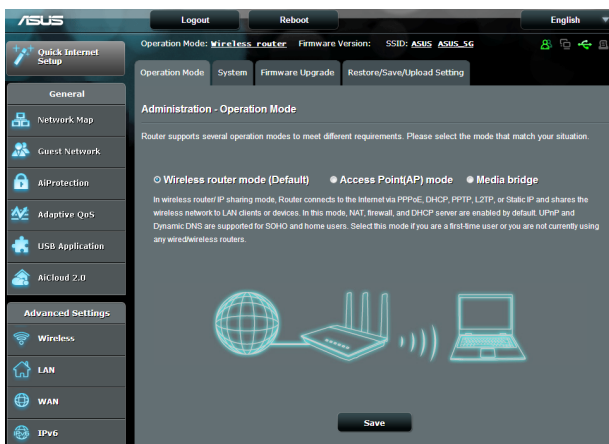 ASUS
Logout
Reboot
English
Quick Internet
Setup
Operation Mode: Wireless router Firmware Version: SSID: ASUS ASUS_5G
Operation Mode
System
Firmware Upgrade
Restore/Save/Upload Setting
General
Network Map
Guest Network
AiProtection
Adaptive QoS
USB Application
AiCloud 2.0
Advanced Settings
Wireless
LAN
WAN
IPv6
Administration - Operation Mode
Router supports several operation modes to meet different requirements. Please select the mode that match your situation.
Wireless router mode (Default)
Access Point(AP) mode
Media bridge
In wireless router/ IP sharing mode, Router connects to the Internet via PPPoE, DHCP, PPTP, L2TP, or Static IP and shares the
wireless network to LAN clients or devices. In this mode, NAT, firewall, and DHCP server are enabled by default. UPnP and
Dynamic DNS are supported for SOHO and home users. Select this mode if you are a first-time user or you are not currently using
any wired/wireless routers.
Save